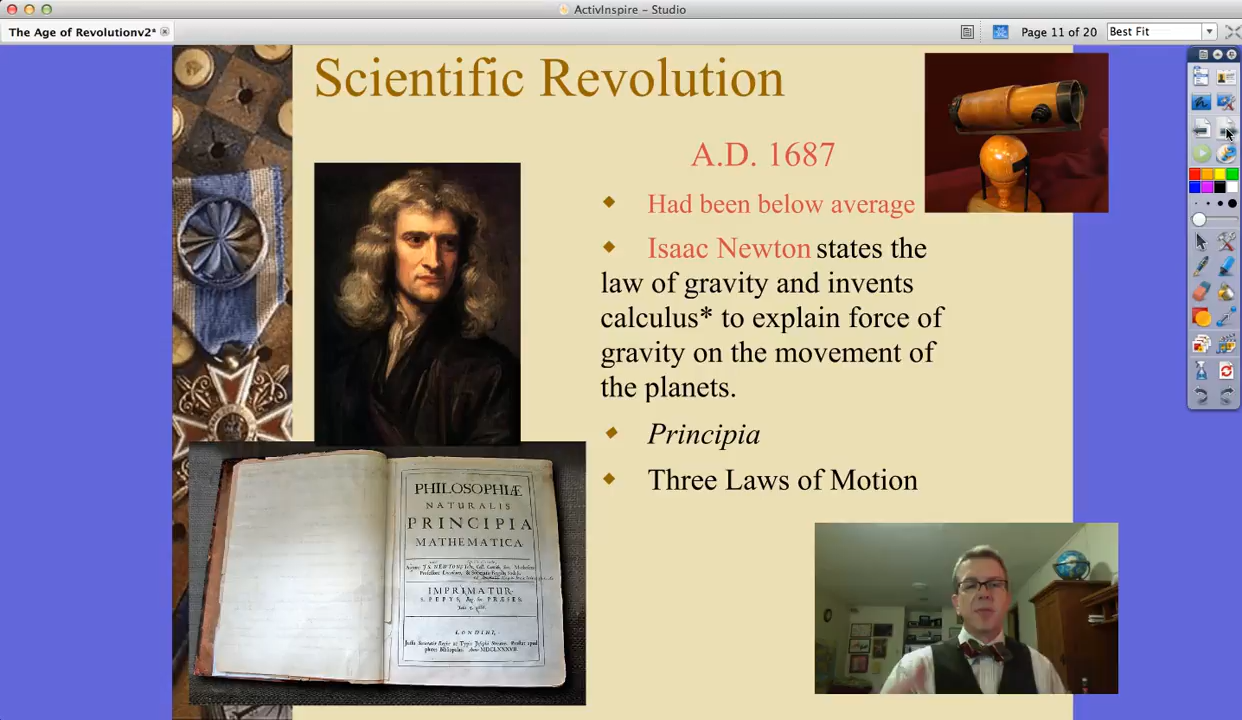 ActivInspire – Studio
The Age of Revolutionv2*
Page 11 of 20
Best Fit
Scientific Revolution
A.D. 1687
Had been below average
Isaac Newton states the
law of gravity and invents
calculus* to explain force of
gravity on the movement of
the planets.
Principia
Three Laws of Motion
PHILOSOPHIÆ
NATURALIS
PRINCIPIA
MATHEMATICA
IMPRIMATUR
S. PEPYS, Reg. Soc. PRÆSES.
LONDINI,